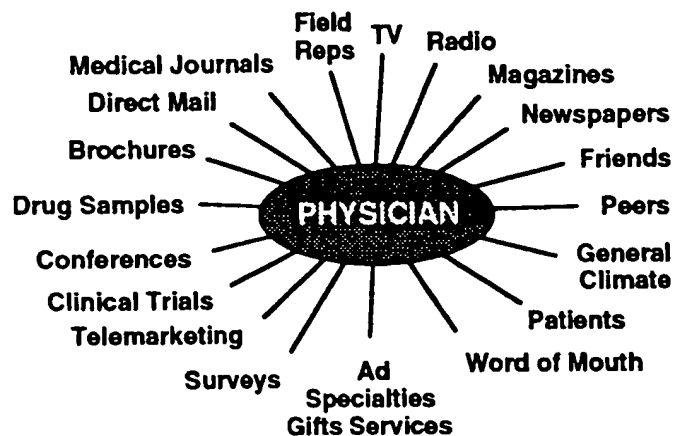 Field
Reps
TV
Radio
Medical Journals
Magazines
Direct Mail
Newspapers
Brochures
Friends
Drug Samples
PHYSICIAN
Peers
Conferences
General
Climate
Clinical Trials
Patients
Telemarketing
Word of Mouth
Surveys
Ad
Specialties
Gifts Services